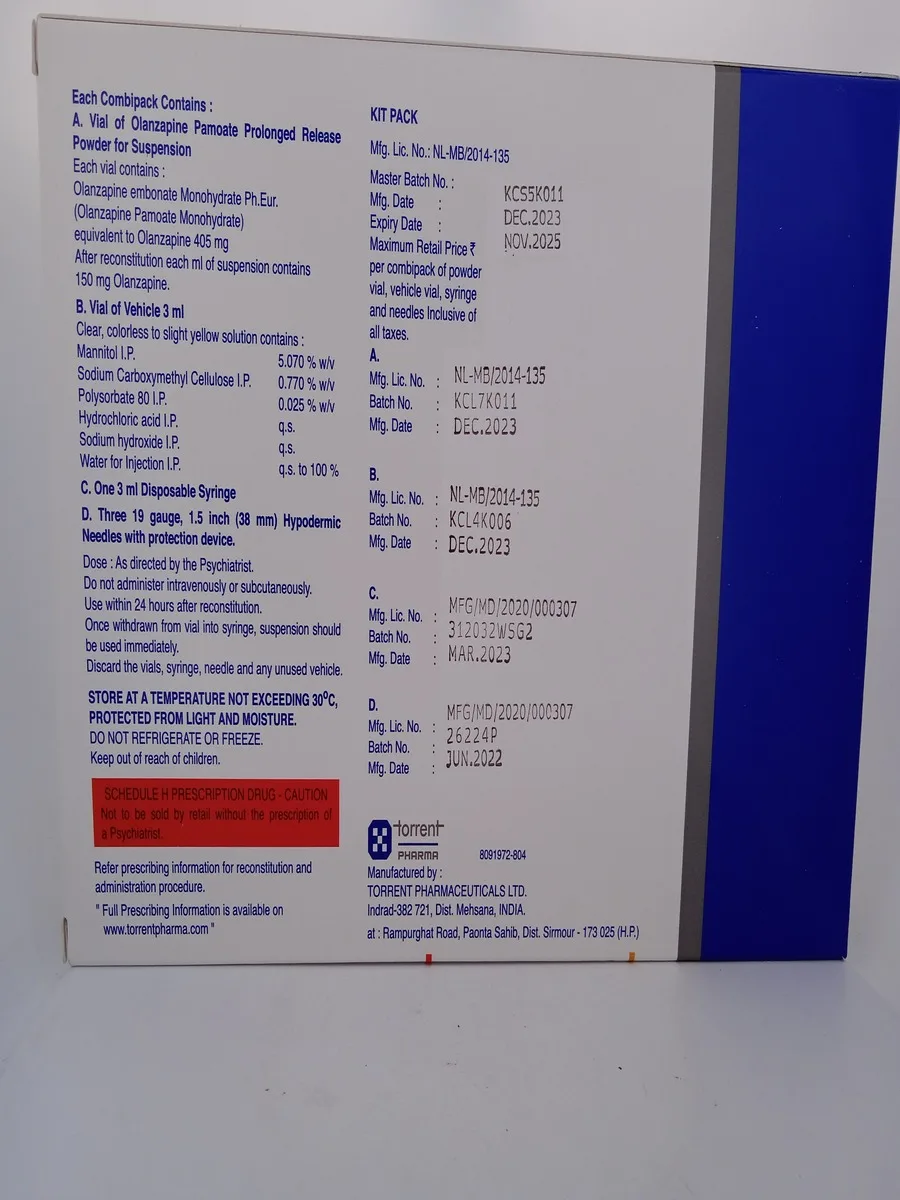 Each Combipack Contains :
A. Vial of Olanzapine Pamoate Prolonged Release
Powder for Suspension
Each vial contains :
Olanzapine embonate Monohydrate Ph.Eur.
(Olanzapine Pamoate Monohydrate)
equivalent to Olanzapine 405 mg
After reconstitution each ml of suspension contains
150 mg Olanzapine.
B. Vial of Vehicle 3 ml
Clear, colorless to slight yellow solution contains :
Mannitol I.P. 5.070 % w/v
Sodium Carboxymethyl Cellulose I.P. 0.770 % w/v
Polysorbate 80 I.P. 0.025 % w/v
Hydrochloric acid I.P. q.s.
Sodium hydroxide I.P. q.s.
Water for Injection I.P. q.s. to 100 %
C. One 3 ml Disposable Syringe
D. Three 19 gauge, 1.5 inch (38 mm) Hypodermic
Needles with protection device.
Dose : As directed by the Psychiatrist.
Do not administer intravenously or subcutaneously.
Use within 24 hours after reconstitution.
Once withdrawn from vial into syringe, suspension should
be used immediately.
Discard the vials, syringe, needle and any unused vehicle.
STORE AT A TEMPERATURE NOT EXCEEDING 30⁰C,
PROTECTED FROM LIGHT AND MOISTURE.
DO NOT REFRIGERATE OR FREEZE.
Keep out of reach of children.
SCHEDULE H PRESCRIPTION DRUG - CAUTION
Not to be sold by retail without the prescription of
a Psychiatrist.
Refer prescribing information for reconstitution and
administration procedure.
" Full Prescribing Information is available on
www.torrentpharma.com "
KIT PACK
Mfg. Lic. No.: NL-MB/2014-135
Master Batch No. : KCS5K011
Mfg. Date : DEC.2023
Expiry Date : NOV.2025
Maximum Retail Price ₹
per combipack of powder
vial, vehicle vial, syringe
and needles Inclusive of
all taxes.
A.
Mfg. Lic. No. : NL-MB/2014-135
Batch No. : KCL7K011
Mfg. Date : DEC.2023
B.
Mfg. Lic. No. : NL-MB/2014-135
Batch No. : KCL4K006
Mfg. Date : DEC.2023
C.
Mfg. Lic. No. : MFG/MD/2020/000307
Batch No. : 312032WSG2
Mfg. Date : MAR.2023
D.
Mfg. Lic. No. : MFG/MD/2020/000307
Batch No. : 26224P
Mfg. Date : JUN.2022
torrent
PHARMA 8091972-804
Manufactured by :
TORRENT PHARMACEUTICALS LTD.
Indrad-382 721, Dist. Mehsana, INDIA.
at : Rampurghat Road, Paonta Sahib, Dist. Sirmour - 173 025 (H.P.)